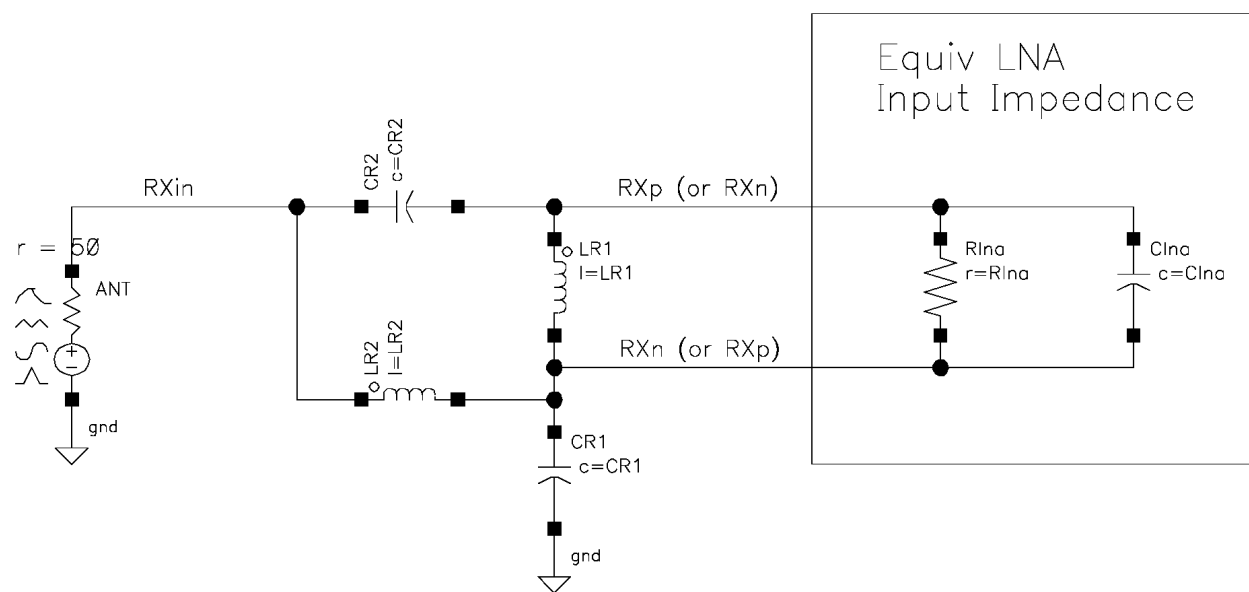 Equiv LNA
Input Impedance
CR2
c=CR2
RXin
RXp (or RXn)
r = 50
ANT
LR1
l=LR1
Rlna
r=Rlna
Clna
c=Clna
LR2
l=LR2
RXn (or RXp)
gnd
CR1
c=CR1
gnd